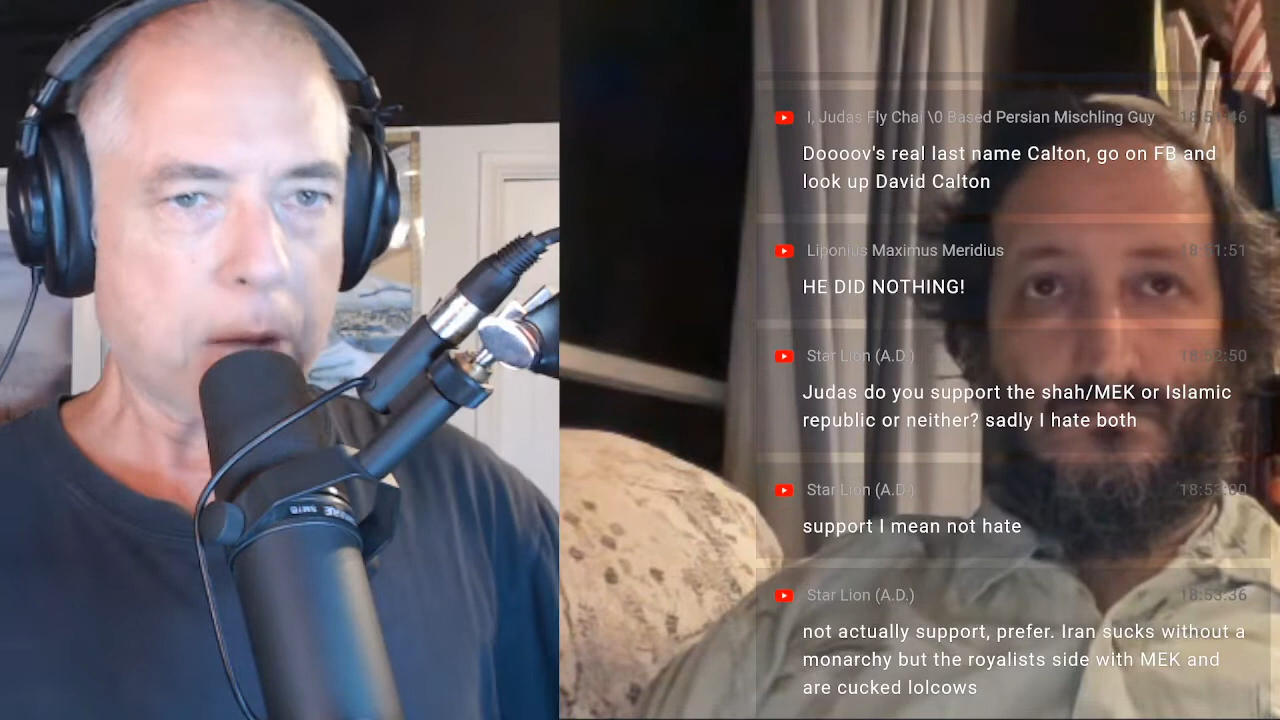 I, Judas Fly Chai \0 Based Persian Mischling Guy
Doooov's real last name Calton, go on FB and
look up David Calton
Liponius Maximus Meridius
HE DID NOTHING!
Star Lion (A.D.) 18:52:50
Judas do you support the shah/MEK or Islamic
republic or neither? sadly I hate both
Star Lion (A.D.) 18:53:00
support I mean not hate
Star Lion (A.D.) 18:53:36
not actually support, prefer. Iran sucks without a
monarchy but the royalists side with MEK and
are cucked lolcows
SM7B